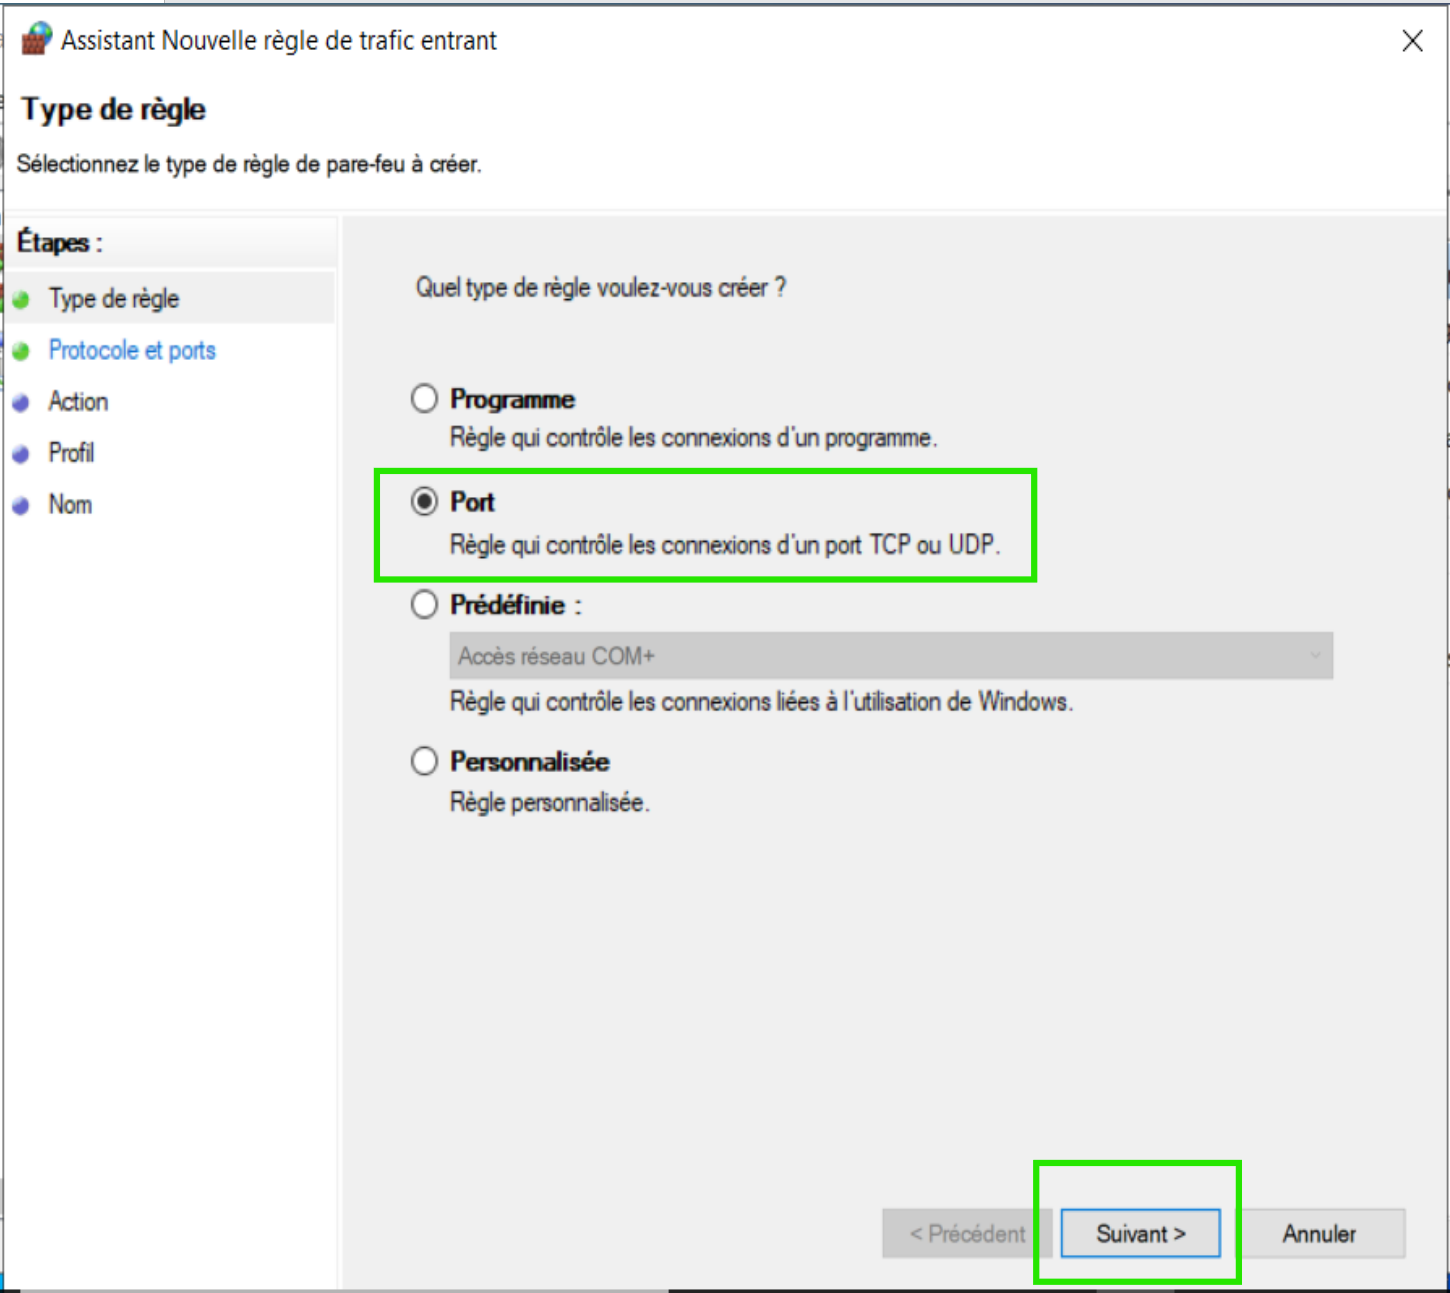 Assistant Nouvelle règle de trafic entrant
Type de règle
Sélectionnez le type de règle de pare-feu à créer.
Étapes :
Type de règle
Protocole et ports
Action
Profil
Nom
Quel type de règle voulez-vous créer ?
Programme
Règle qui contrôle les connexions d'un programme.
Port
Règle qui contrôle les connexions d'un port TCP ou UDP.
Prédéfinie :
Accès réseau COM+
Règle qui contrôle les connexions liées à l'utilisation de Windows.
Personnalisée
Règle personnalisée.
< Précédent
Suivant >
Annuler